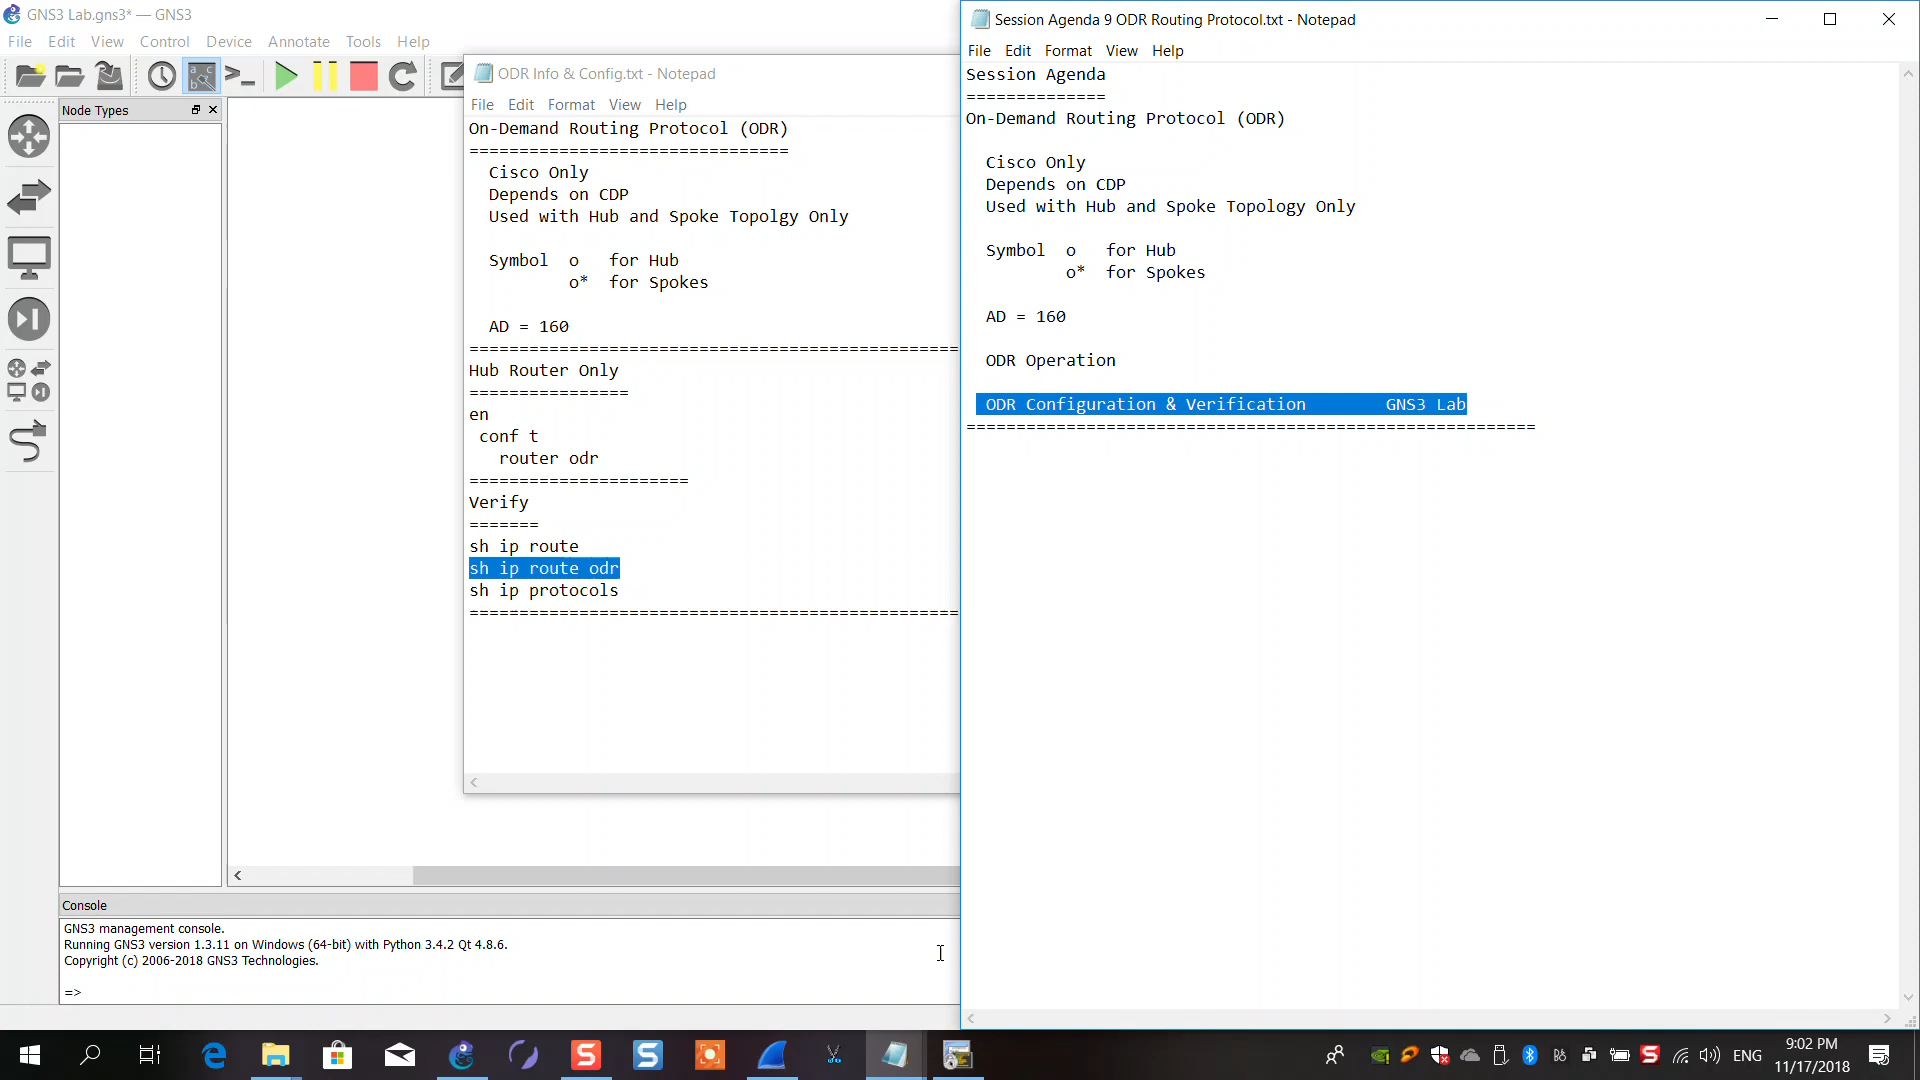 GNS3 Lab.gns3* — GNS3
File Edit View Control Device Annotate Tools Help
Node Types
Console
GNS3 management console.
Running GNS3 version 1.3.11 on Windows (64-bit) with Python 3.4.2 Qt 4.8.6.
Copyright (c) 2006-2018 GNS3 Technologies.
=>
ODR Info & Config.txt - Notepad
File Edit Format View Help
On-Demand Routing Protocol (ODR)
================================
Cisco Only
Depends on CDP
Used with Hub and Spoke Topolgy Only
Symbol o for Hub
o* for Spokes
AD = 160
=================================================
Hub Router Only
================
en
conf t
router odr
======================
Verify
=======
sh ip route
sh ip route odr
sh ip protocols
=================================================
Session Agenda 9 ODR Routing Protocol.txt - Notepad
File Edit Format View Help
Session Agenda
==============
On-Demand Routing Protocol (ODR)
Cisco Only
Depends on CDP
Used with Hub and Spoke Topology Only
Symbol o for Hub
o* for Spokes
AD = 160
ODR Operation
ODR Configuration & Verification GNS3 Lab
=========================================================
ENG
9:02 PM
11/17/2018